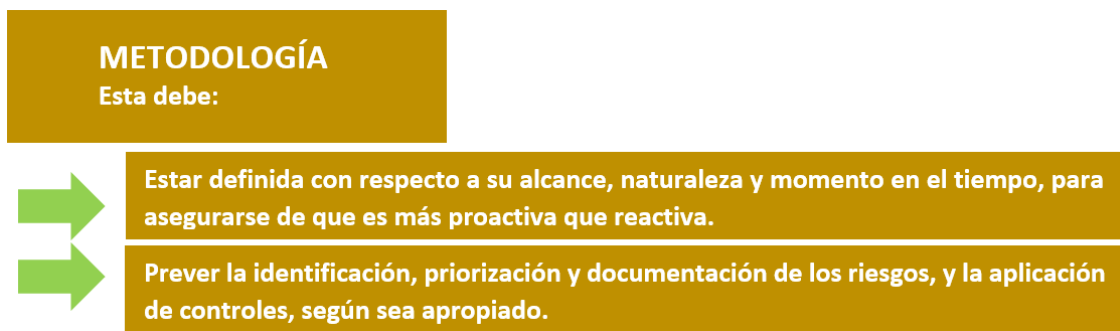 METODOLOGÍA
Esta debe:
Estar definida con respecto a su alcance, naturaleza y momento en el tiempo, para
asegurarse de que es más proactiva que reactiva.
Prever la identificación, priorización y documentación de los riesgos, y la aplicación
de controles, según sea apropiado.